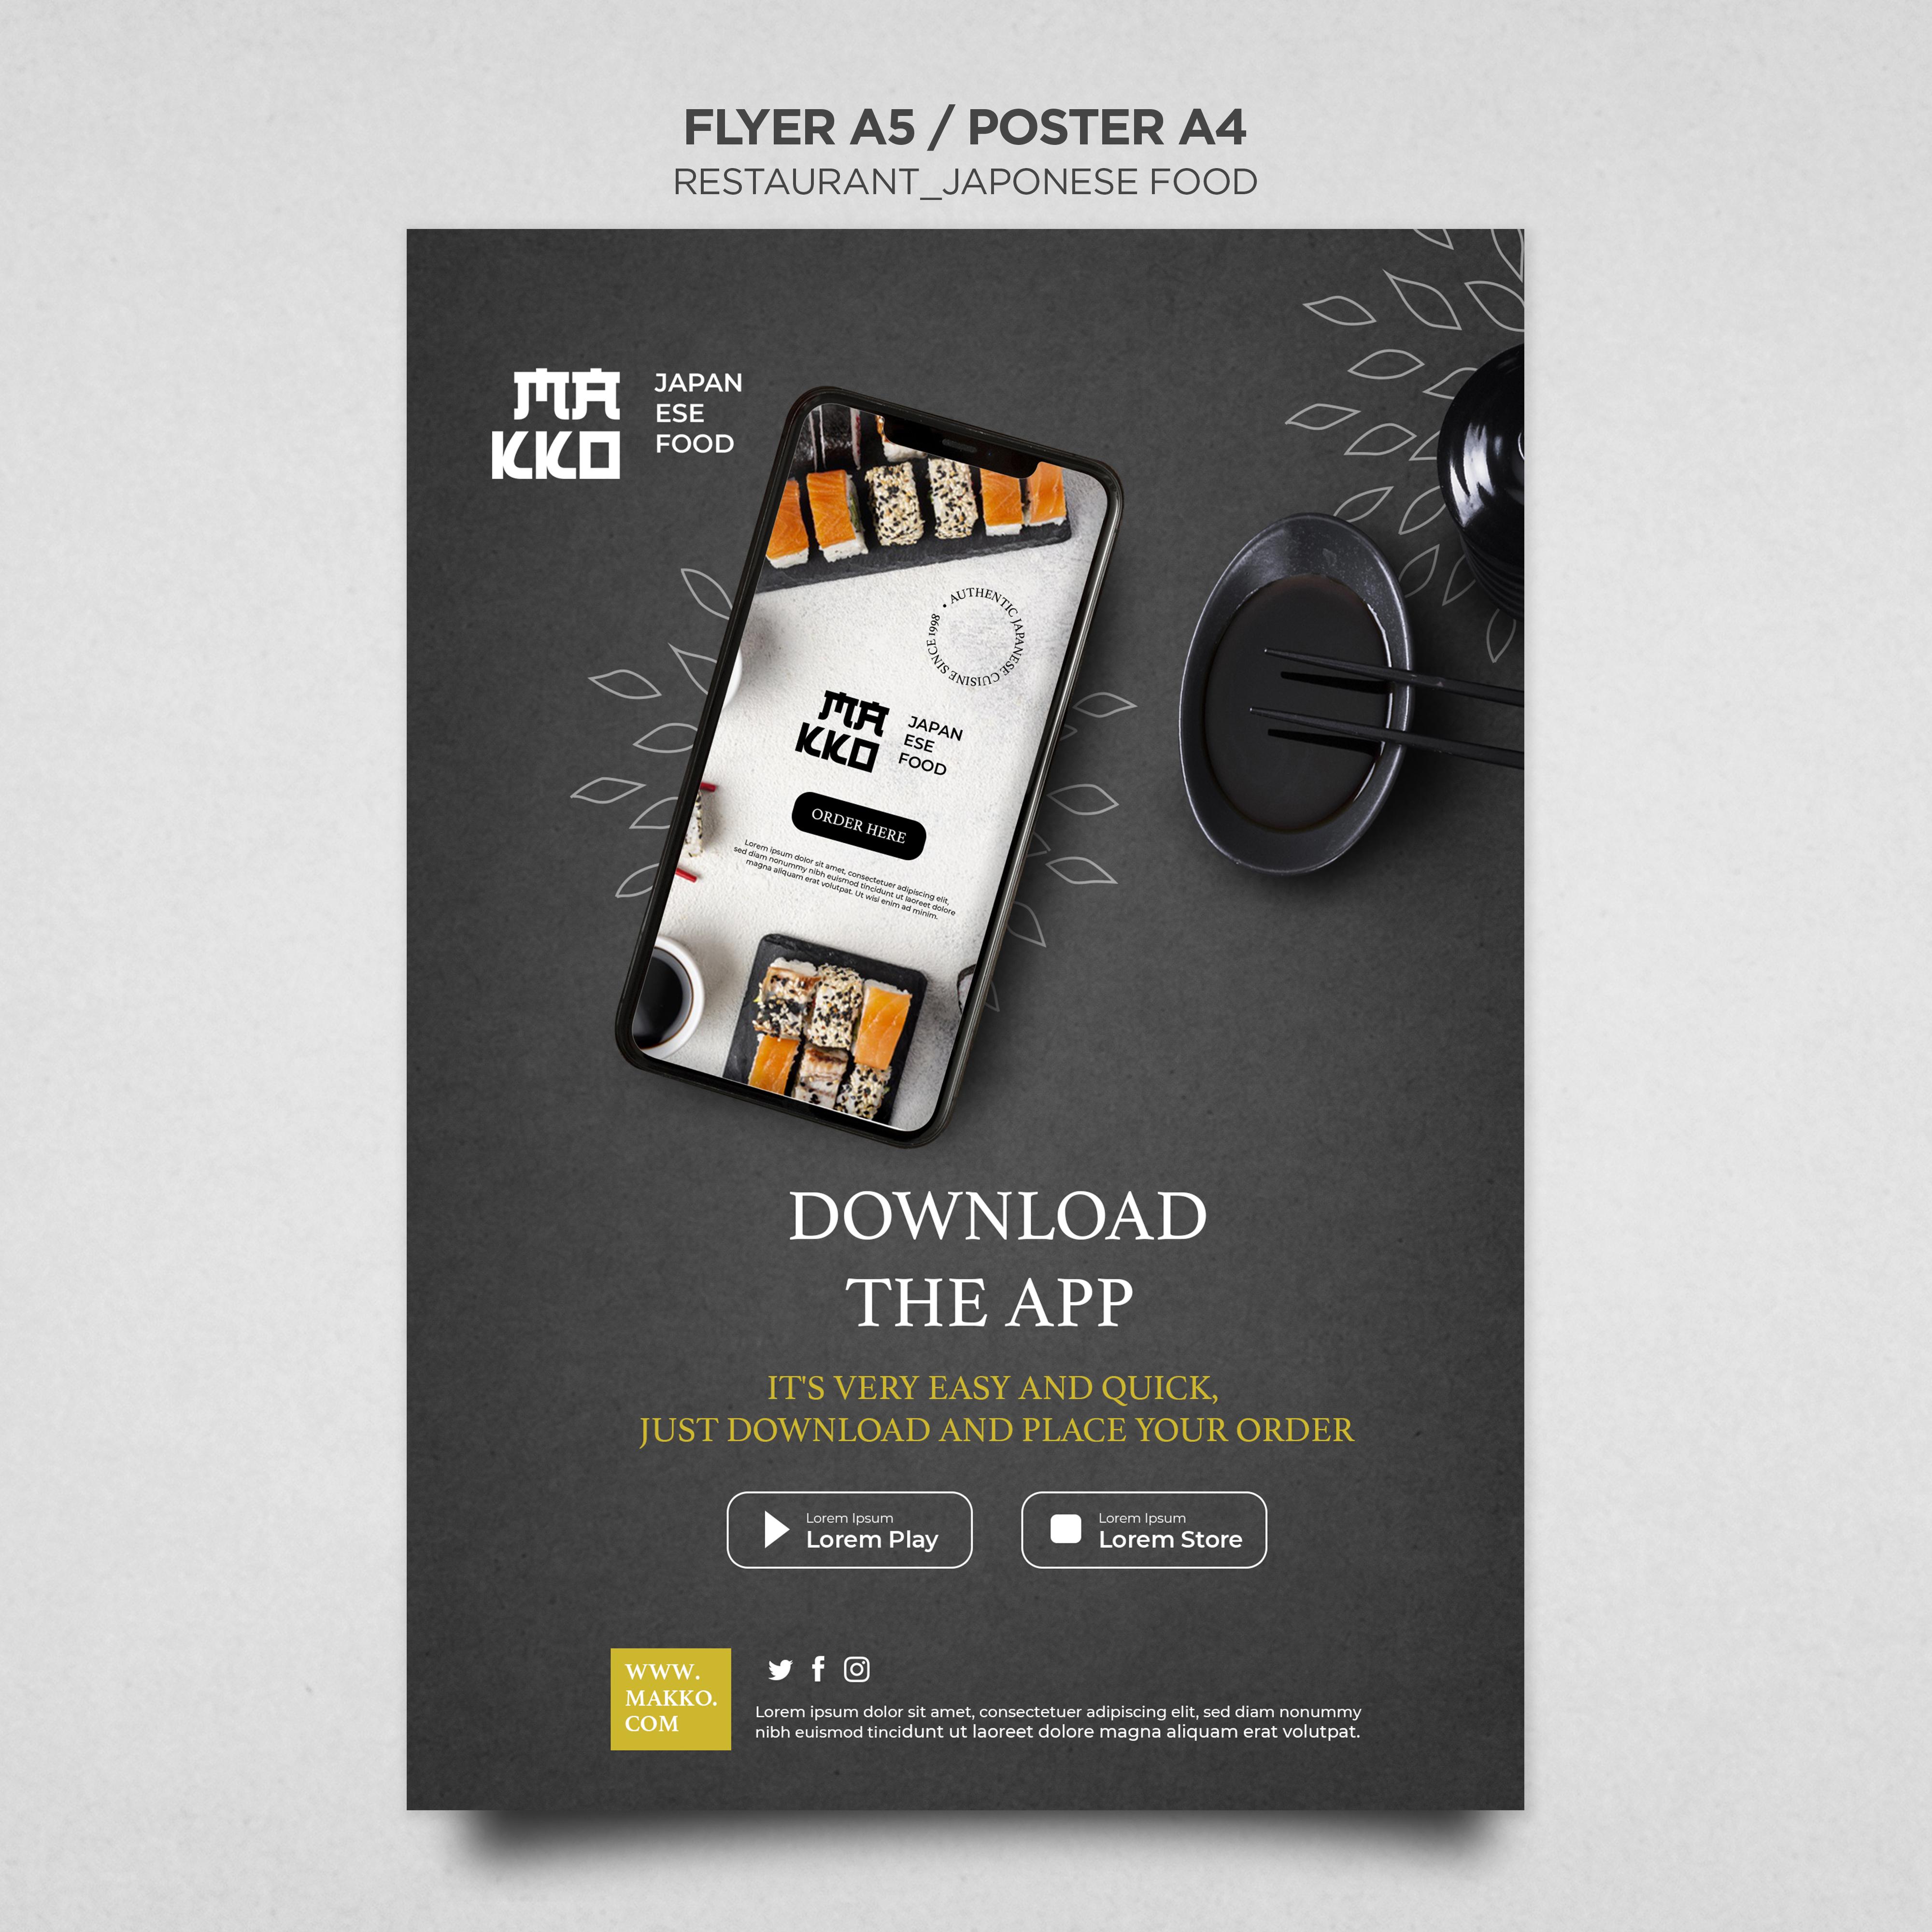 FLYER A5 / POSTER A4
RESTAURANT_JAPONESE FOOD
MA
KKO
JAPAN
ESE
FOOD
• AUTHENTIC JAPANESE CUISINE SINCE 1998
MA
KKO
JAPAN
ESE
FOOD
ORDER HERE
Lorem ipsum dolor sit amet, consectetuer adipiscing elit,
sed diam nonummy nibh euismod tincidunt ut laoreet dolore
magna aliquam erat volutpat. Ut wisi enim ad minim.
DOWNLOAD
THE APP
IT'S VERY EASY AND QUICK,
JUST DOWNLOAD AND PLACE YOUR ORDER
Lorem Ipsum
Lorem Play
Lorem Ipsum
Lorem Store
WWW.
MAKKO.
COM
Lorem ipsum dolor sit amet, consectetuer adipiscing elit, sed diam nonummy
nibh euismod tincidunt ut laoreet dolore magna aliquam erat volutpat.